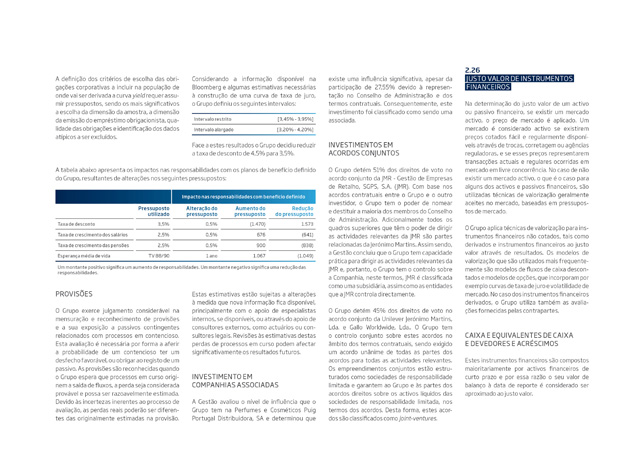 A definição dos critérios de escolha das obri-
gações corporativas a incluir na população de
onde vai ser derivada a curva yield requer assu-
mir pressupostos, sendo os mais significativos
a escolha da dimensão da amostra, a dimensão
da emissão do empréstimo obrigacionista, qua-
lidade das obrigações e identificação dos dados
atípicos a ser excluídos.
Considerando a informação disponível na
Bloomberg e algumas estimativas necessárias
à construção de uma curva de taxa de juro,
o Grupo definiu os seguintes intervalos:
Intervalo restrito [3,45% - 3,95%]
Intervalo alargado [3,20% - 4,20%]
Face a estes resultados o Grupo decidiu reduzir
a taxa de desconto de 4,5% para 3,5%.
A tabela abaixo apresenta os impactos nas responsabilidades com os planos de benefício definido
do Grupo, resultantes de alterações nos seguintes pressupostos:
Impacto nas responsabilidades com benefício definido
Pressuposto utilizado Alteração do pressuposto Aumento do pressuposto Redução do pressuposto
Taxa de desconto 3,5% 0,5% (1.470) 1.573
Taxa de crescimento dos salários 2,5% 0,5% 676 (641)
Taxa de crescimento das pensões 2,5% 0,5% 900 (838)
Esperança média de vida TV 88/90 1 ano 1.067 (1.049)
Um montante positivo significa um aumento de responsabilidades. Um montante negativo significa uma redução das
responsabilidades.
PROVISÕES
O Grupo exerce julgamento considerável na
mensuração e reconhecimento de provisões
e a sua exposição a passivos contingentes
relacionados com processos em contencioso.
Esta avaliação é necessária por forma a aferir
a probabilidade de um contencioso ter um
desfecho favorável, ou obrigar ao registo de um
passivo. As provisões são reconhecidas quando
o Grupo espera que processos em curso origi-
nem a saída de fluxos, a perda seja considerada
provável e possa ser razoavelmente estimada.
Devido às incertezas inerentes ao processo de
avaliação, as perdas reais poderão ser diferen-
tes das originalmente estimadas na provisão.
Estas estimativas estão sujeitas a alterações
à medida que nova informação fica disponível,
principalmente com o apoio de especialistas
internos, se disponíveis, ou através do apoio de
consultores externos, como actuários ou con-
sultores legais. Revisões às estimativas destas
perdas de processos em curso podem afectar
significativamente os resultados futuros.
INVESTIMENTO EM
COMPANHIAS ASSOCIADAS
A Gestão avaliou o nível de influência que o
Grupo tem na Perfumes e Cosméticos Puig
Portugal Distribuidora, SA e determinou que
existe uma influência significativa, apesar da
participação de 27,55% devido à represen-
tação no Conselho de Administração e dos
termos contratuais. Consequentemente, este
investimento foi classificado como sendo uma
associada.
INVESTIMENTOS EM
ACORDOS CONJUNTOS
O Grupo detém 51% dos direitos de voto no
acordo conjunto da JMR - Gestão de Empresas
de Retalho, SGPS, S.A. (JMR). Com base nos
acordos contratuais entre o Grupo e o outro
investidor, o Grupo tem o poder de nomear
e destituir a maioria dos membros do Conselho
de Administração. Adicionalmente todos os
quadros superiores que têm o poder de dirigir
as actividades relevantes da JMR são partes
relacionadas da Jerónimo Martins. Assim sendo,
a Gestão concluiu que o Grupo tem capacidade
prática para dirigir as actividades relevantes da
JMR e, portanto, o Grupo tem o controlo sobre
a Companhia, neste termos, JMR é classificada
como uma subsidiária, assim como as entidades
que a JMR controla directamente.
O Grupo detém 45% dos direitos de voto no
acordo conjunto da Unilever Jerónimo Martins,
Lda. e Gallo Worldwide, Lda. O Grupo tem
o controlo conjunto sobre estes acordos no
âmbito dos termos contratuais, sendo exigido
um acordo unânime de todas as partes dos
acordos para todas as actividades relevantes.
Os empreendimentos conjuntos estão estru-
turados como sociedades de responsabilidade
limitada e garantem ao Grupo e às partes dos
acordos direitos sobre os activos líquidos das
sociedades de responsabilidade limitada, nos
termos dos acordos. Desta forma, estes acor-
dos são classificados como joint-ventures.
2.26
JUSTO VALOR DE INSTRUMENTOS
FINANCEIROS
Na determinação do justo valor de um activo
ou passivo financeiro, se existir um mercado
activo, o preço de mercado é aplicado. Um
mercado é considerado activo se existirem
preços cotados fácil e regularmente disponí-
veis através de trocas, corretagem ou agências
reguladoras, e se esses preços representarem
transacções actuais e regulares ocorridas em
mercado em livre concorrência. No caso de não
existir um mercado activo, o que é o caso para
alguns dos activos e passivos financeiros, são
utilizadas técnicas de valorização geralmente
aceites no mercado, baseadas em pressupos-
tos de mercado.
O Grupo aplica técnicas de valorização para ins-
trumentos financeiros não cotados, tais como
derivados e instrumentos financeiros ao justo
valor através de resultados. Os modelos de
valorização que são utilizados mais frequente-
mente são modelos de fluxos de caixa descon-
tados e modelos de opções, que incorporam por
exemplo curvas de taxa de juro e volatilidade de
mercado. No caso dos instrumentos financeiros
derivados, o Grupo utiliza também as avalia-
ções fornecidas pelas contrapartes.
CAIXA E EQUIVALENTES DE CAIXA
E DEVEDORES E ACRÉSCIMOS
Estes instrumentos financeiros são compostos
maioritariamente por activos financeiros de
curto prazo e por essa razão o seu valor de
balanço à data de reporte é considerado ser
aproximado ao justo valor.